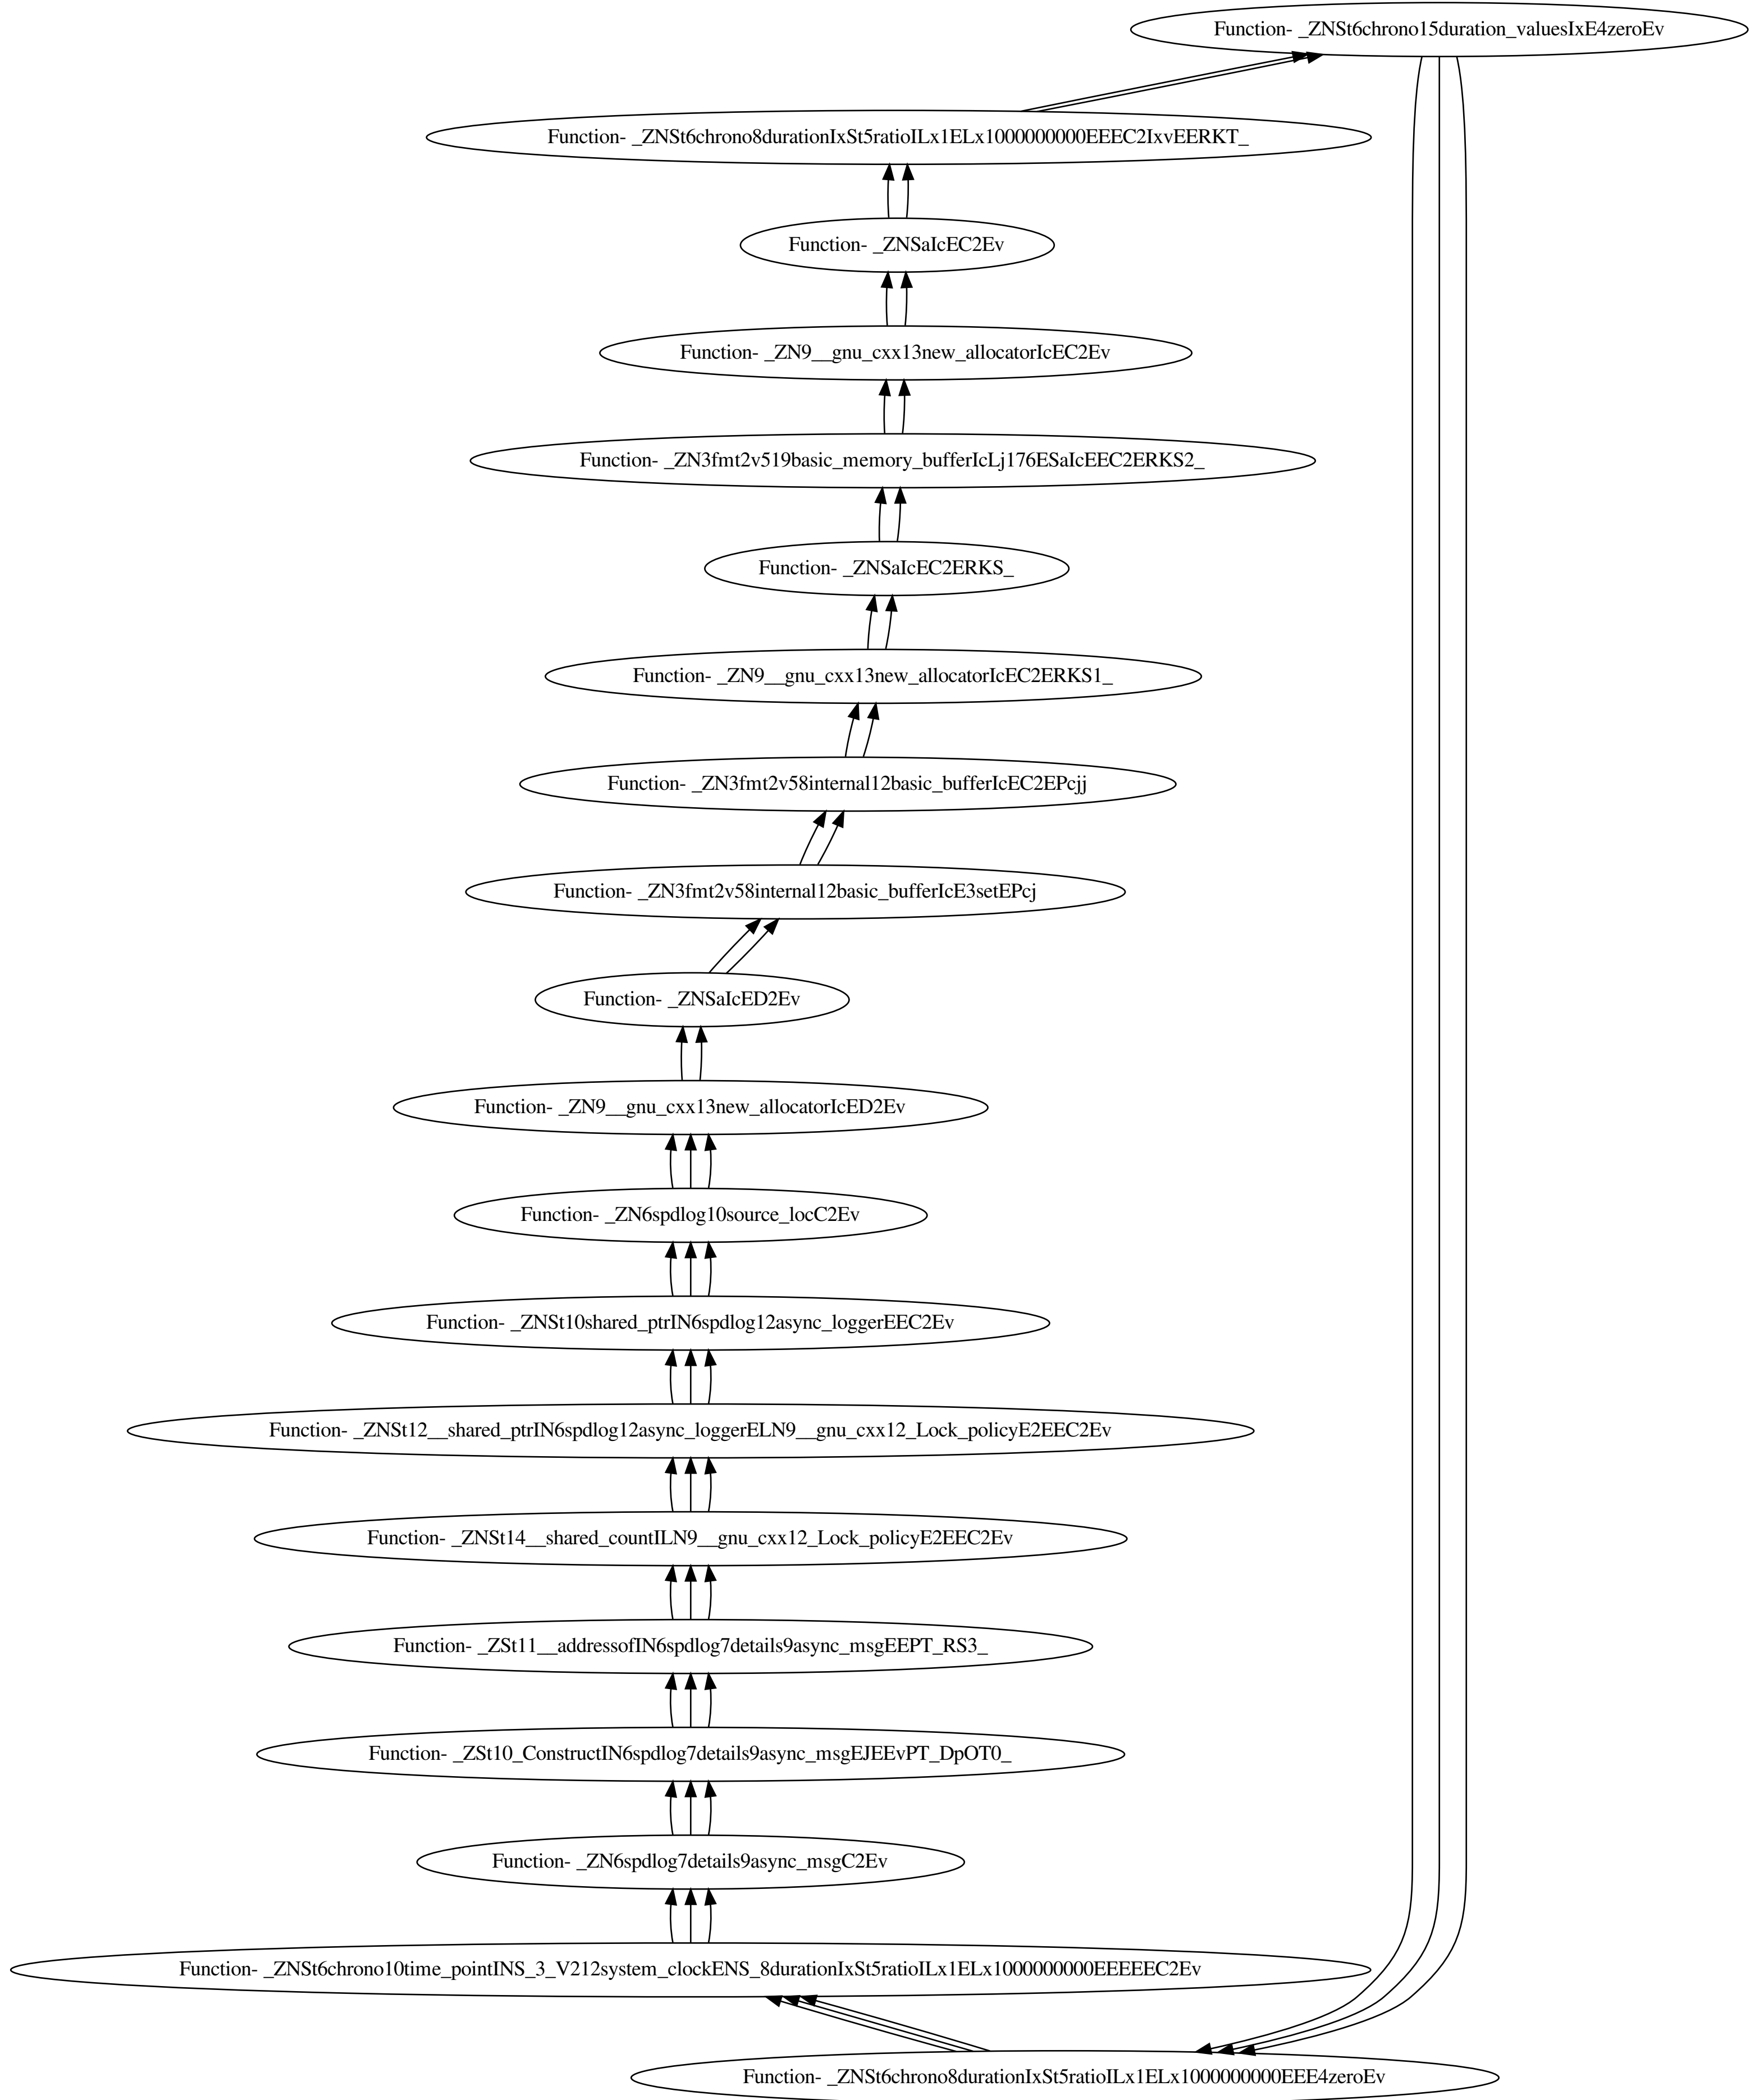 Function- _ZNSt6chrono15duration_valuesIxE4zeroEv
Function- _ZNSt6chrono8durationIxSt5ratioILx1ELx1000000000EEEC2IxvEERKT_
Function- _ZNSaIcEC2Ev
Function- _ZN9__gnu_cxx13new_allocatorIcEC2Ev
Function- _ZN3fmt2v519basic_memory_bufferIcLj176ESaIcEEC2ERKS2_
Function- _ZNSaIcEC2ERKS_
Function- _ZN9__gnu_cxx13new_allocatorIcEC2ERKS1_
Function- _ZN3fmt2v58internal12basic_bufferIcEC2EPcjj
Function- _ZN3fmt2v58internal12basic_bufferIcE3setEPcj
Function- _ZNSaIcED2Ev
Function- _ZN9__gnu_cxx13new_allocatorIcED2Ev
Function- _ZN6spdlog10source_locC2Ev
Function- _ZNSt10shared_ptrIN6spdlog12async_loggerEEC2Ev
Function- _ZNSt12__shared_ptrIN6spdlog12async_loggerELN9__gnu_cxx12_Lock_policyE2EEC2Ev
Function- _ZNSt14__shared_countILN9__gnu_cxx12_Lock_policyE2EEC2Ev
Function- _ZSt11__addressofIN6spdlog7details9async_msgEEPT_RS3_
Function- _ZSt10_ConstructIN6spdlog7details9async_msgEJEEvPT_DpOT0_
Function- _ZN6spdlog7details9async_msgC2Ev
Function- _ZNSt6chrono10time_pointINS_3_V212system_clockENS_8durationIxSt5ratioILx1ELx1000000000EEEEEC2Ev
Function- _ZNSt6chrono8durationIxSt5ratioILx1ELx1000000000EEE4zeroEv